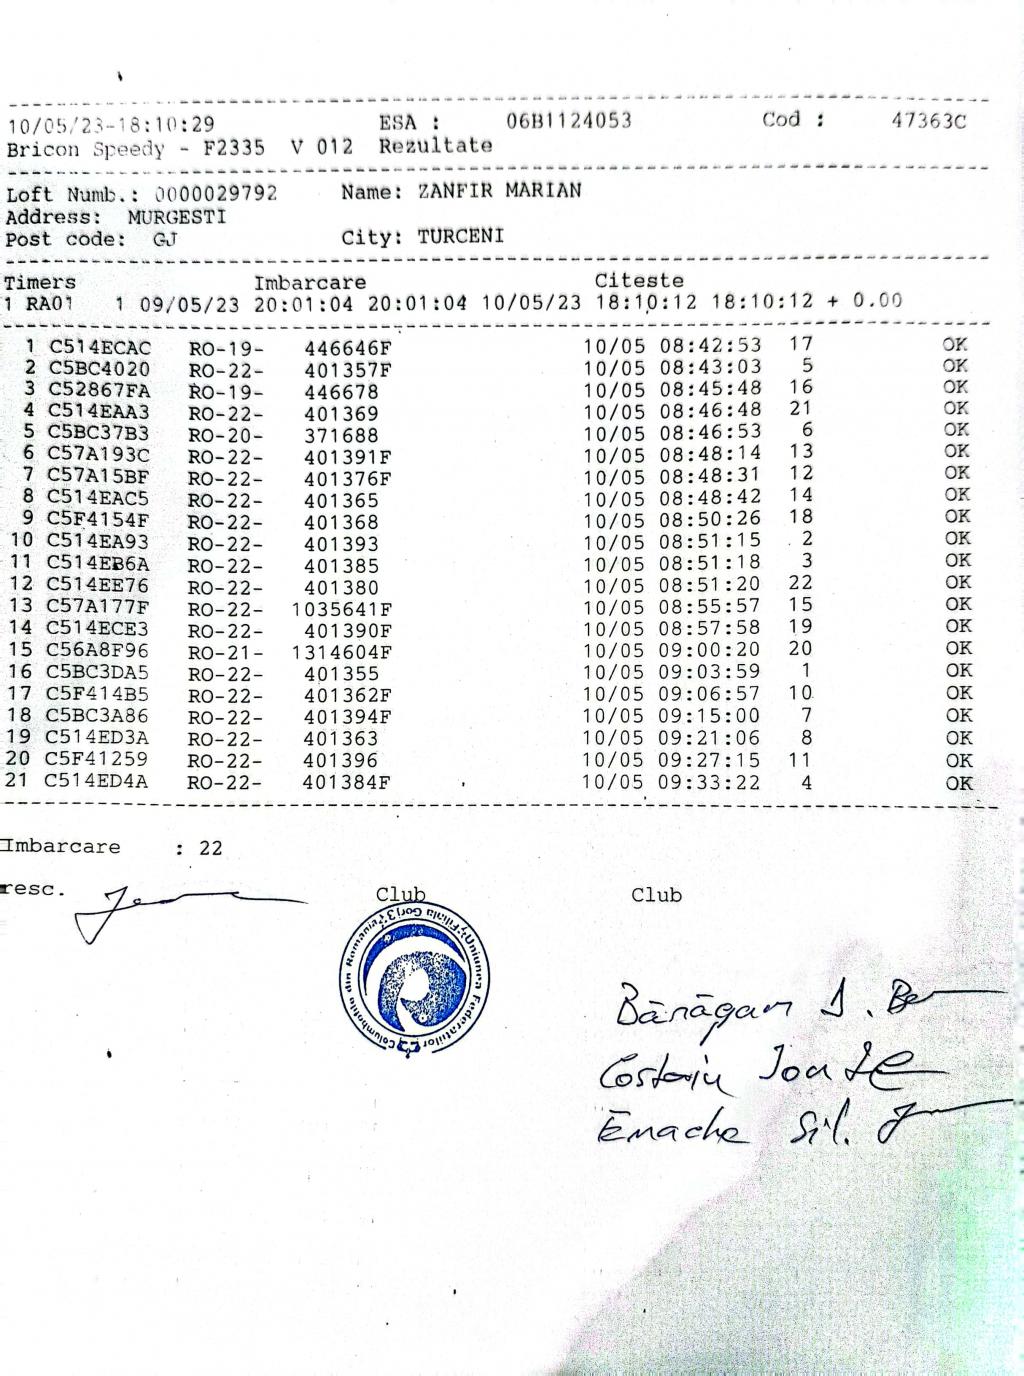 10/05/23-18:10:29 ESA : 06B1124053 Cod : 47363C
Bricon Speedy - F2335 V 012 Rezultate
Loft Numb.: 0000029792 Name: ZANFIR MARIAN
Address: MURGESTI
Post code: GJ City: TURCENI
Timers Imbarcare Citeste
1 RA01 1 09/05/23 20:01:04 20:01:04 10/05/23 18:10:12 18:10:12 + 0.00
1 C514ECAC RO-19- 446646F 10/05 08:42:53 17 OK
2 C5BC4020 RO-22- 401357F 10/05 08:43:03 5 OK
3 C52867FA RO-19- 446678 10/05 08:45:48 16 OK
4 C514EAA3 RO-22- 401369 10/05 08:46:48 21 OK
5 C5BC37B3 RO-20- 371688 10/05 08:46:53 6 OK
6 C57A193C RO-22- 401391F 10/05 08:48:14 13 OK
7 C57A15BF RO-22- 401376F 10/05 08:48:31 12 OK
8 C514EAC5 RO-22- 401365 10/05 08:48:42 14 OK
9 C5F4154F RO-22- 401368 10/05 08:50:26 18 OK
10 C514EA93 RO-22- 401393 10/05 08:51:15 2 OK
11 C514EB6A RO-22- 401385 10/05 08:51:18 3 OK
12 C514EE76 RO-22- 401380 10/05 08:51:20 22 OK
13 C57A177F RO-22- 1035641F 10/05 08:55:57 15 OK
14 C514ECE3 RO-22- 401390F 10/05 08:57:58 19 OK
15 C56A8F96 RO-21- 1314604F 10/05 09:00:20 20 OK
16 C5BC3DA5 RO-22- 401355 10/05 09:03:59 1 OK
17 C5F414B5 RO-22- 401362F 10/05 09:06:57 10 OK
18 C5BC3A86 RO-22- 401394F 10/05 09:15:00 7 OK
19 C514ED3A RO-22- 401363 10/05 09:21:06 8 OK
20 C5F41259 RO-22- 401396 10/05 09:27:15 11 OK
21 C514ED4A RO-22- 401384F 10/05 09:33:22 4 OK
Imbarcare : 22
resc. Club Club
Uniunea Federatiilor Columbofile din Romania
Filiala Gorj
Bărăgan I.
Ioa
Enache Sil.